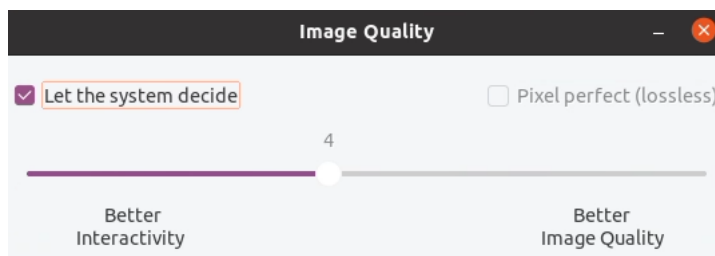 Image Quality
Let the system decide
Pixel perfect (lossless)
4
Better
Interactivity
Better
Image Quality